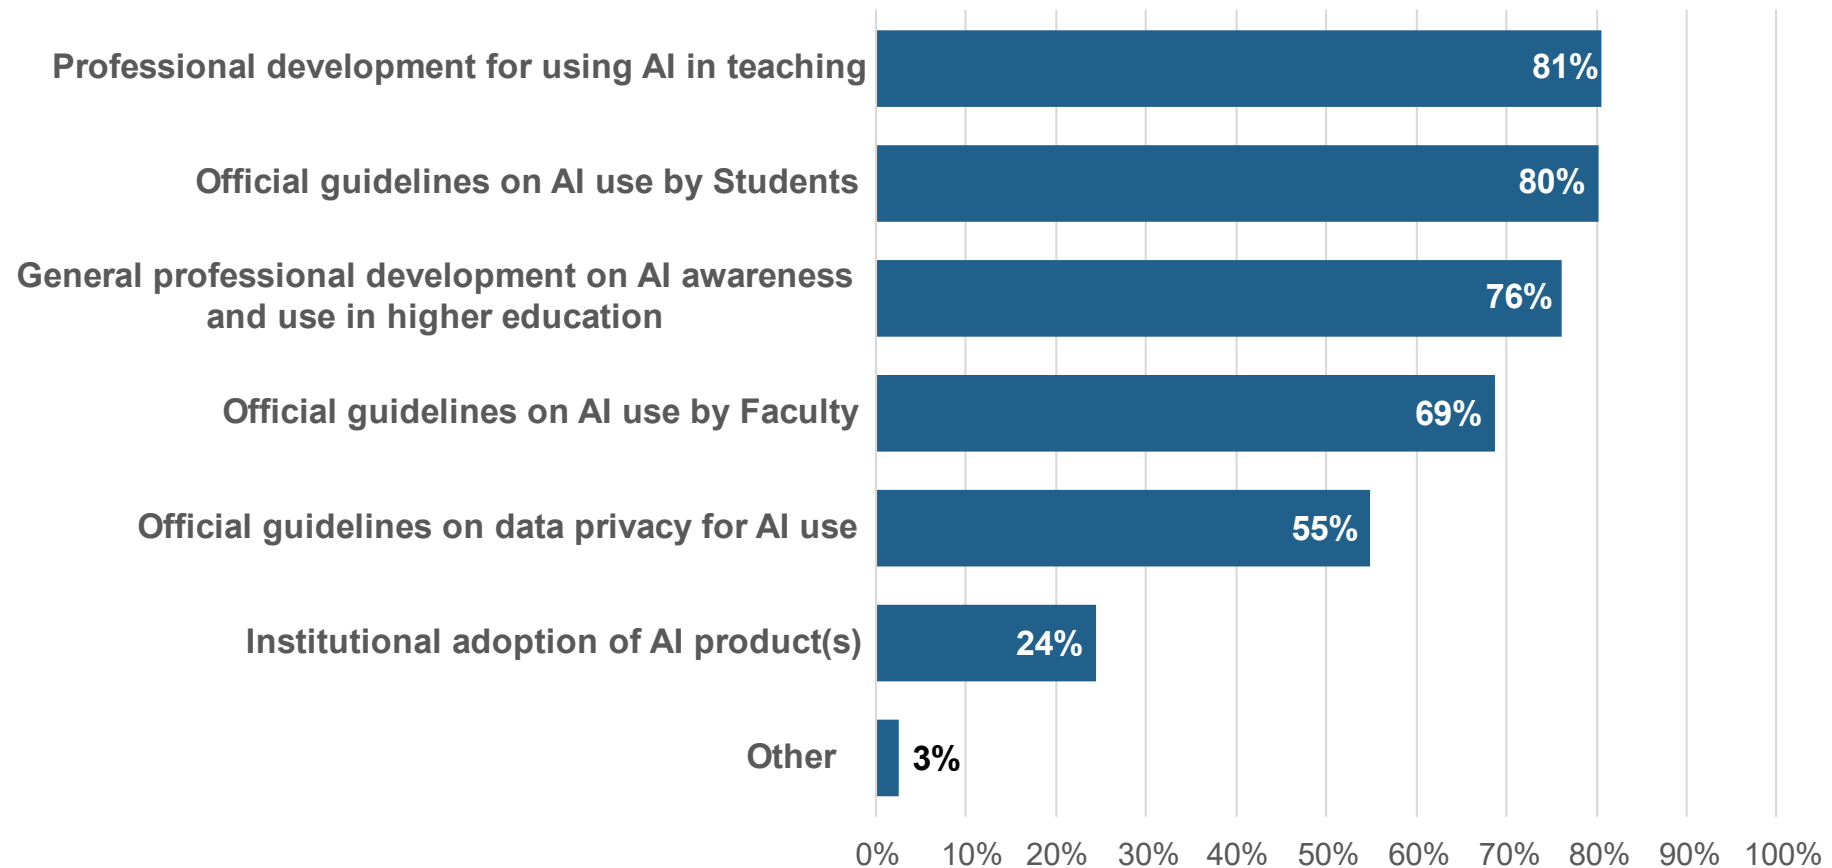 Professional development for using AI in teaching
81%
Official guidelines on AI use by Students
80%
General professional development on AI awareness
and use in higher education
76%
Official guidelines on AI use by Faculty
69%
Official guidelines on data privacy for AI use
55%
Institutional adoption of AI product(s)
24%
Other
3%
0% 10% 20% 30% 40% 50% 60% 70% 80% 90% 100%